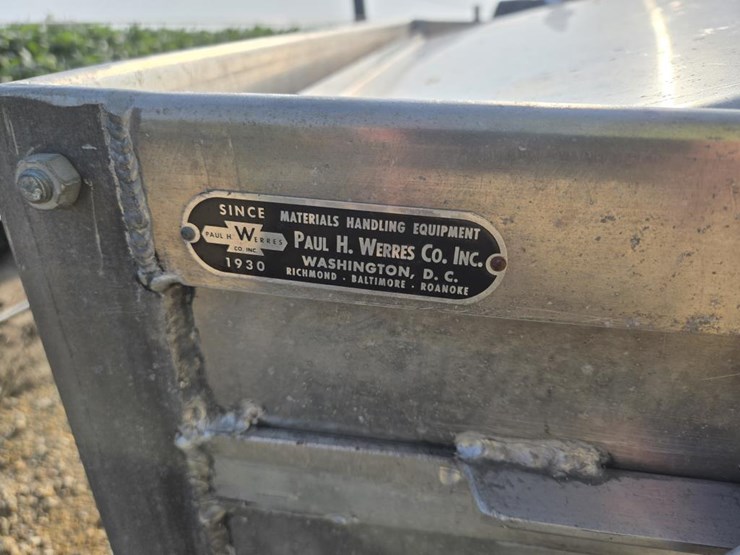 SINCE
PAUL H. WERRES
CO. INC.
1930
MATERIALS HANDLING EQUIPMENT
PAUL H. WERRES CO. INC.
WASHINGTON, D. C.
RICHMOND - BALTIMORE - ROANOKE